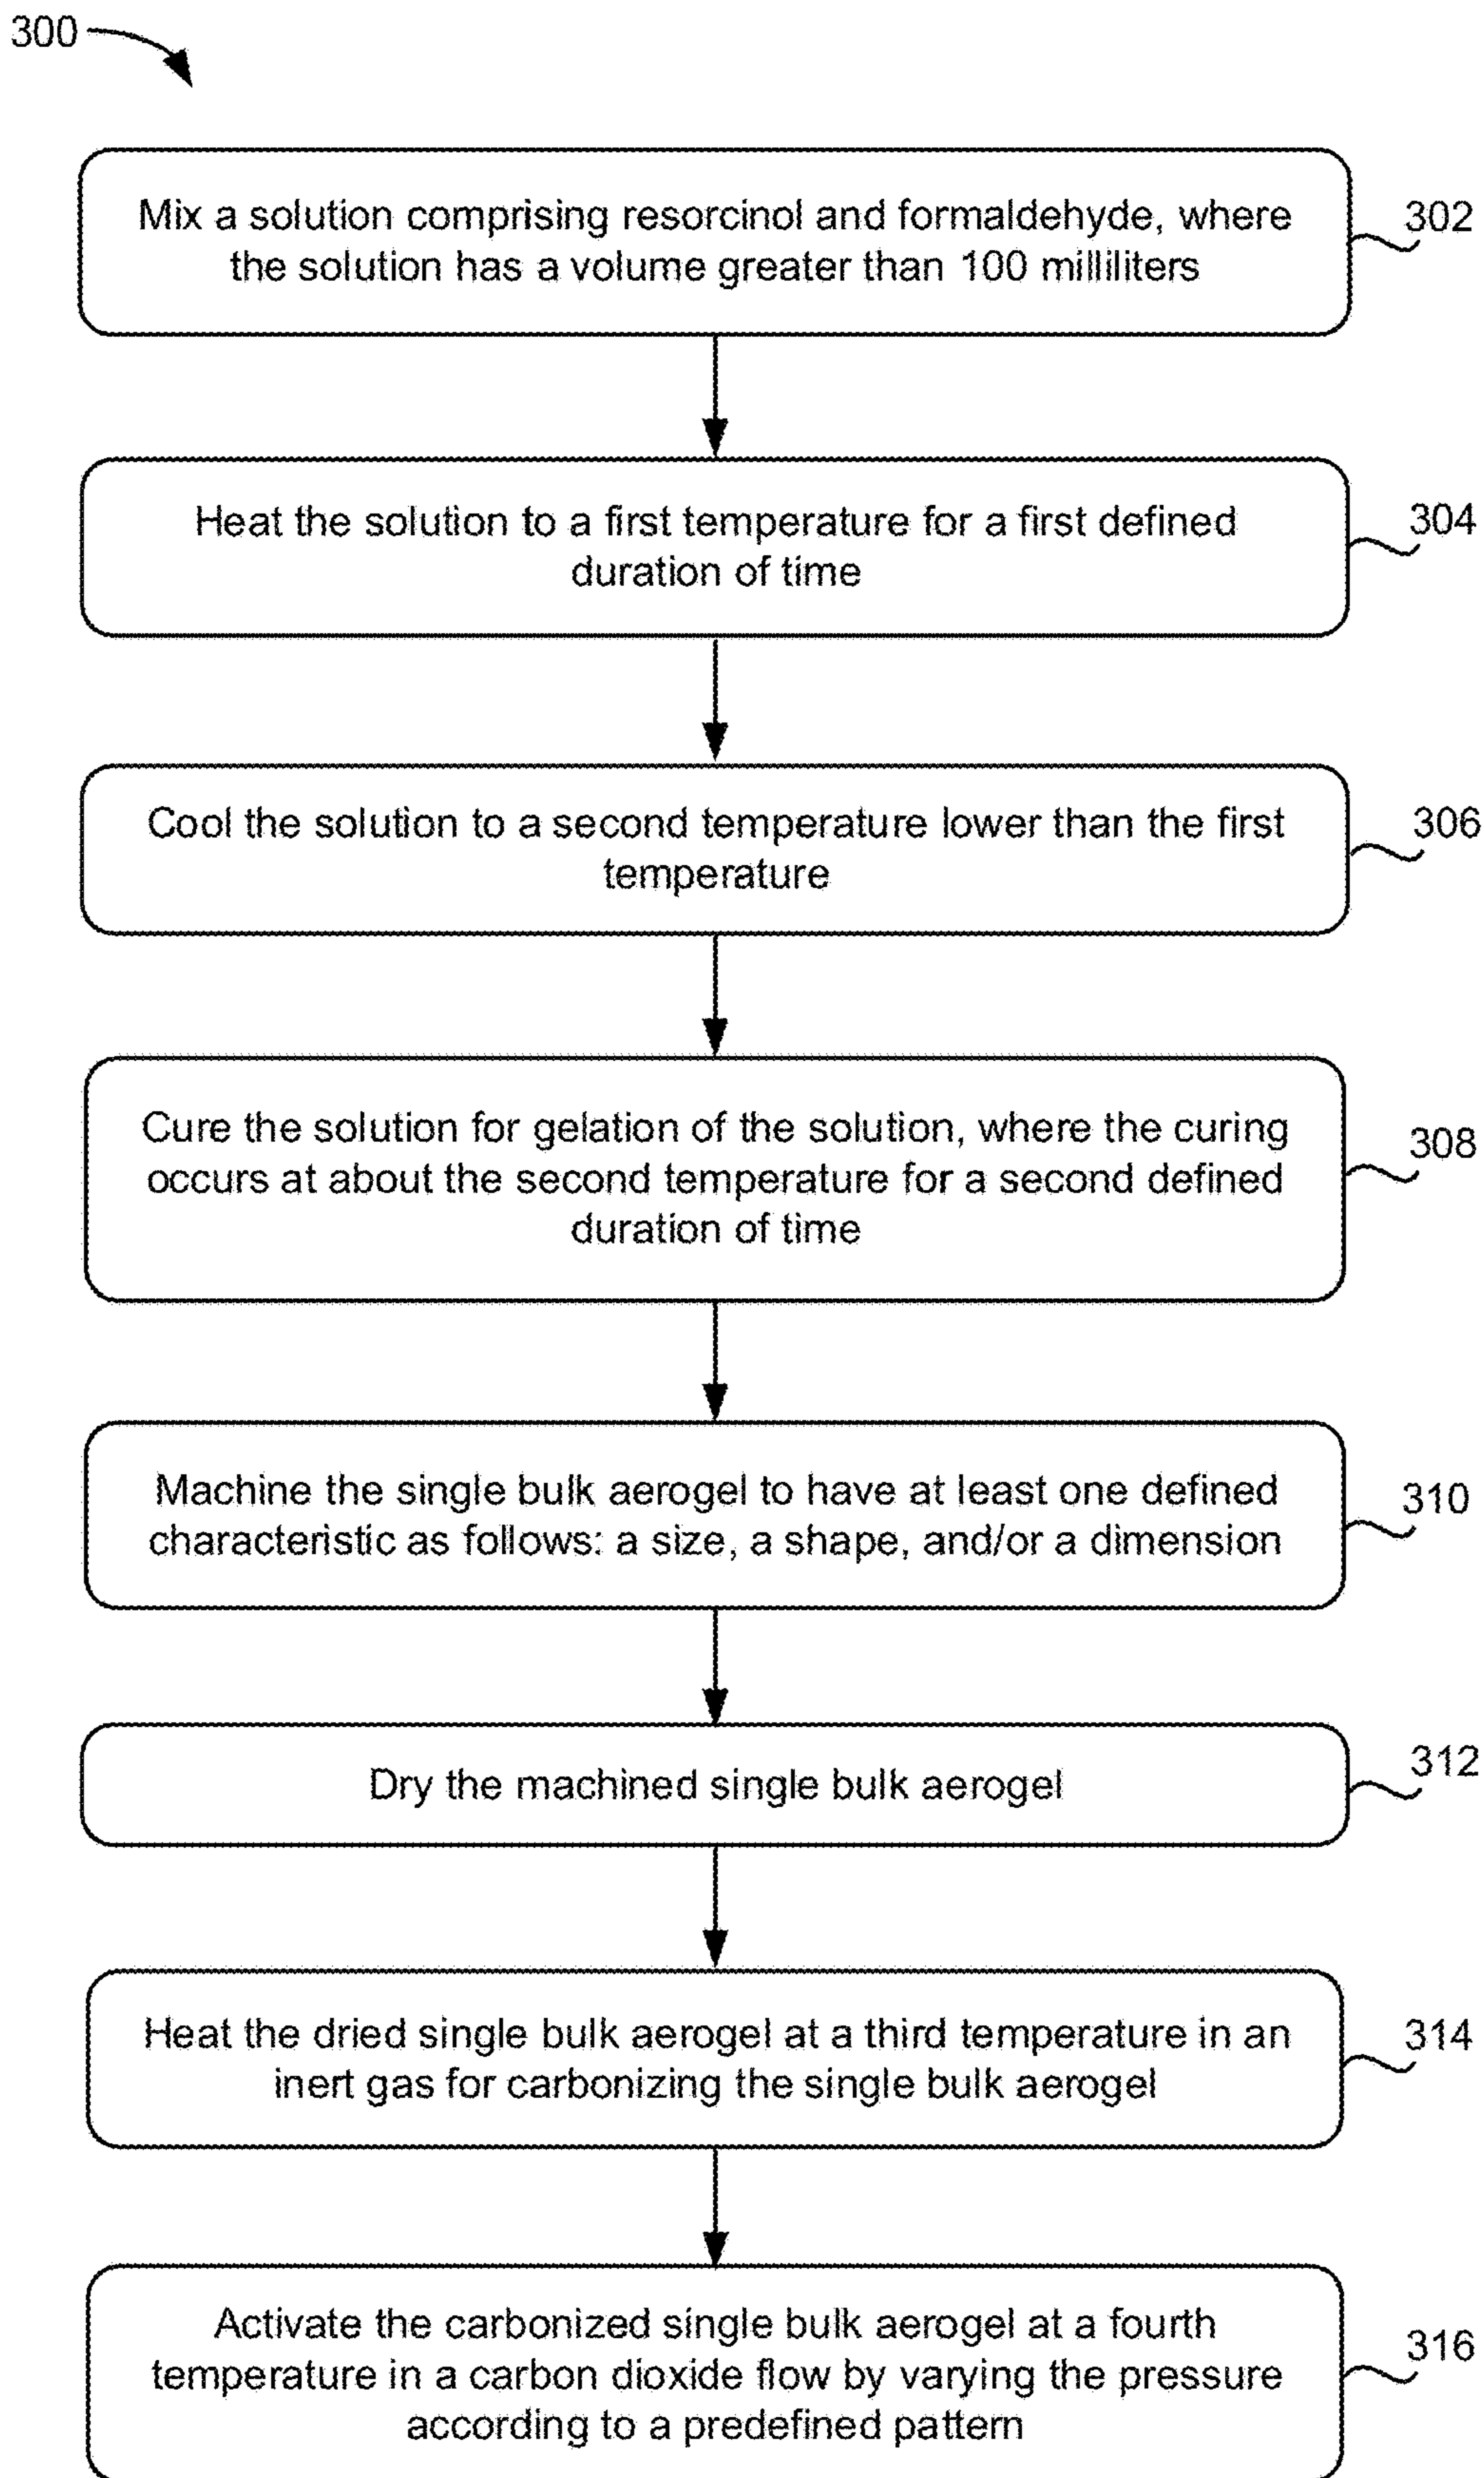 300
Mix a solution comprising resorcinol and formaldehyde, where
the solution has a volume greater than 100 milliliters
302
Heat the solution to a first temperature for a first defined
duration of time
304
Cool the solution to a second temperature lower than the first
temperature
306
Cure the solution for gelation of the solution, where the curing
occurs at about the second temperature for a second defined
duration of time
308
Machine the single bulk aerogel to have at least one defined
characteristic as follows: a size, a shape, and/or a dimension
310
Dry the machined single bulk aerogel
312
Heat the dried single bulk aerogel at a third temperature in an
inert gas for carbonizing the single bulk aerogel
314
Activate the carbonized single bulk aerogel at a fourth
temperature in a carbon dioxide flow by varying the pressure
according to a predefined pattern
316